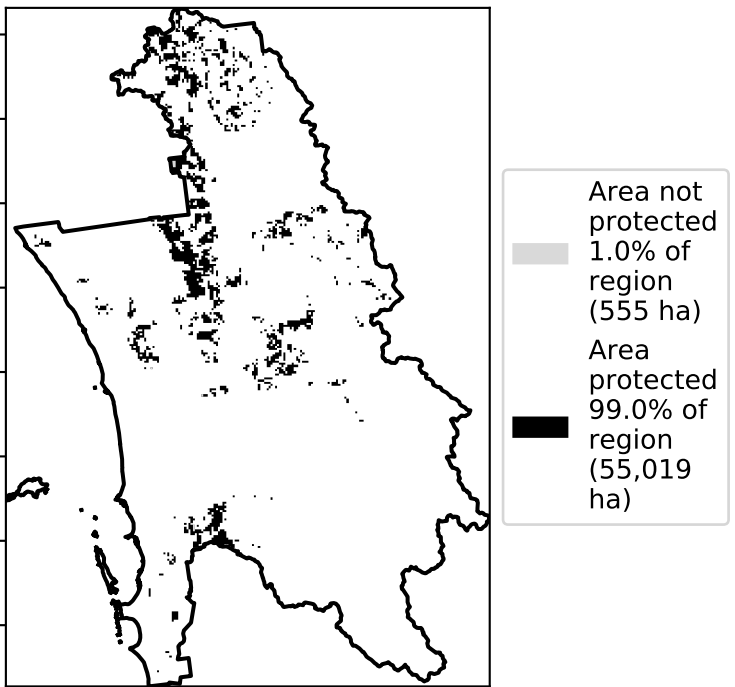 Area not
protected
1.0% of
region
(555 ha)
Area
protected
99.0% of
region
(55,019
ha)